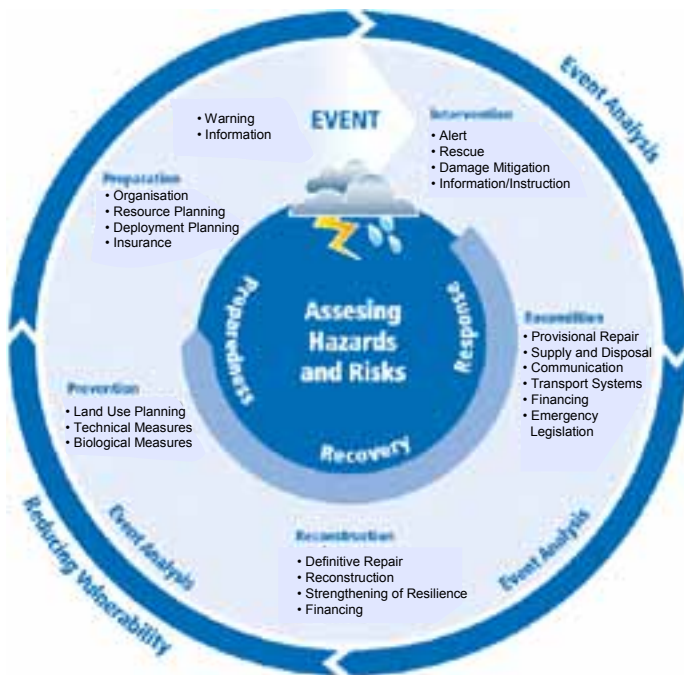 Event Analysis
• Warning
• Information
EVENT
Intervention
• Alert
• Rescue
• Damage Mitigation
• Information/Instruction
Preparation
• Organisation
• Resource Planning
• Deployment Planning
• Insurance
Preparedness
Assesing
Hazards
and Risks
Response
Recovery
Recondition
• Provisional Repair
• Supply and Disposal
• Communication
• Transport Systems
• Financing
• Emergency
Legislation
Prevention
• Land Use Planning
• Technical Measures
• Biological Measures
Event Analysis
Reducing Vulnerability
Reconstruction
• Definitive Repair
• Reconstruction
• Strengthening of Resilience
• Financing
Event Analysis